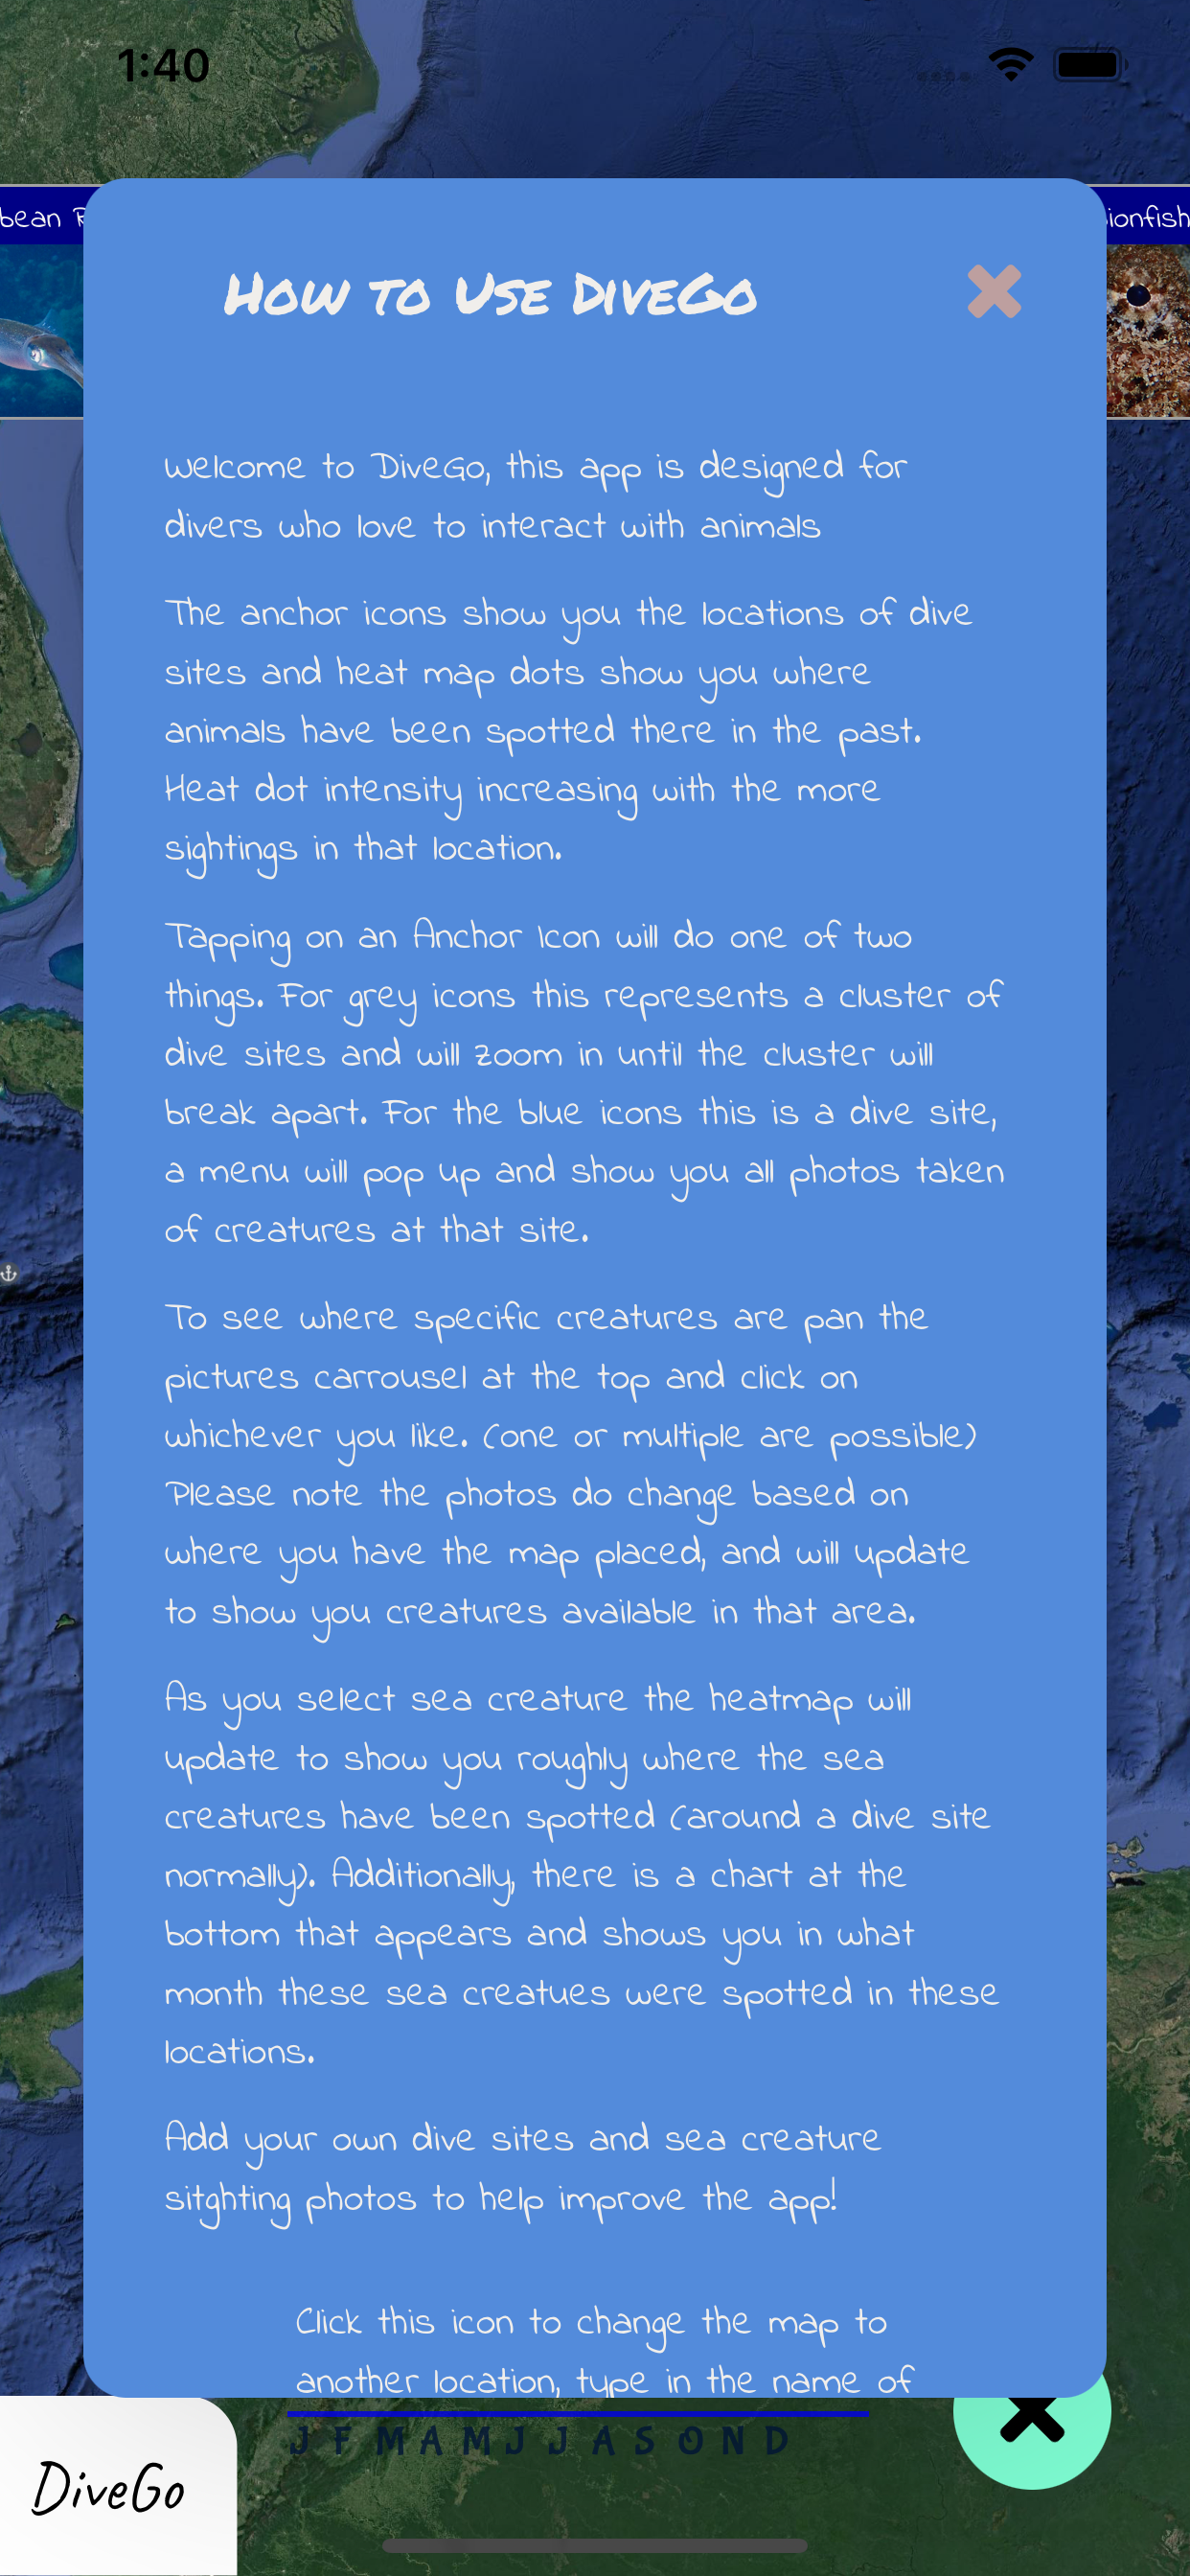 1:40
bean
ionfish
How to Use DiveGo
Welcome to DiveGo, this app is designed for
divers who love to interact with animals
The anchor icons show you the locations of dive
sites and heat map dots show you where
animals have been spotted there in the past.
Heat dot intensity increasing with the more
sightings in that location.
Tapping on an Anchor Icon will do one of two
things. For grey icons this represents a cluster of
dive sites and will zoom in until the cluster will
break apart. For the blue icons this is a dive site,
a menu will pop up and show you all photos taken
of creatures at that site.
To see where specific creatures are pan the
pictures carrousel at the top and click on
whichever you like. (one or multiple are possible)
Please note the photos do change based on
where you have the map placed, and will update
to show you creatures available in that area.
As you select sea creature the heatmap will
update to show you roughly where the sea
creatures have been spotted (around a dive site
normally). Additionally, there is a chart at the
bottom that appears and shows you in what
month these sea creatues were spotted in these
locations.
Add your own dive sites and sea creature
sitghting photos to help improve the app!
Click this icon to change the map to
another location, type in the name of
J F M A M J J A S O N D
DiveGo